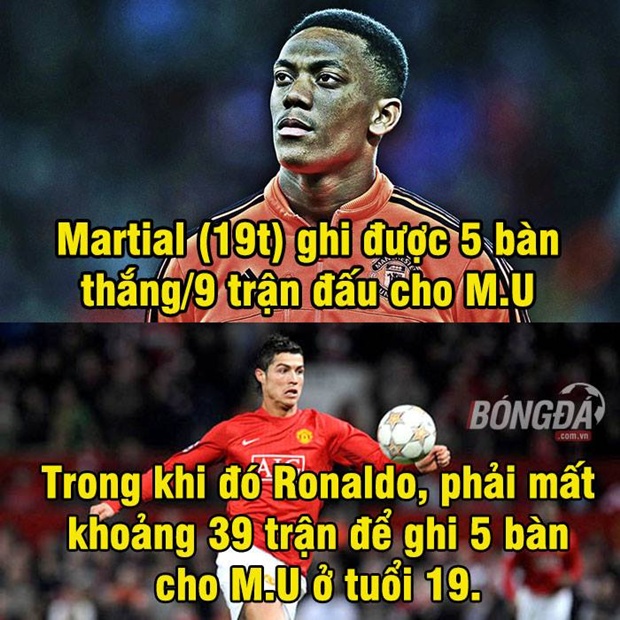 Martial (19t) ghi được 5 bàn
thắng/9 trận đấu cho M.U
BÓNGĐÁ
.com.vn
AIG
Trong khi đó Ronaldo, phải mất
khoảng 39 trận để ghi 5 bàn
cho M.U ở tuổi 19.